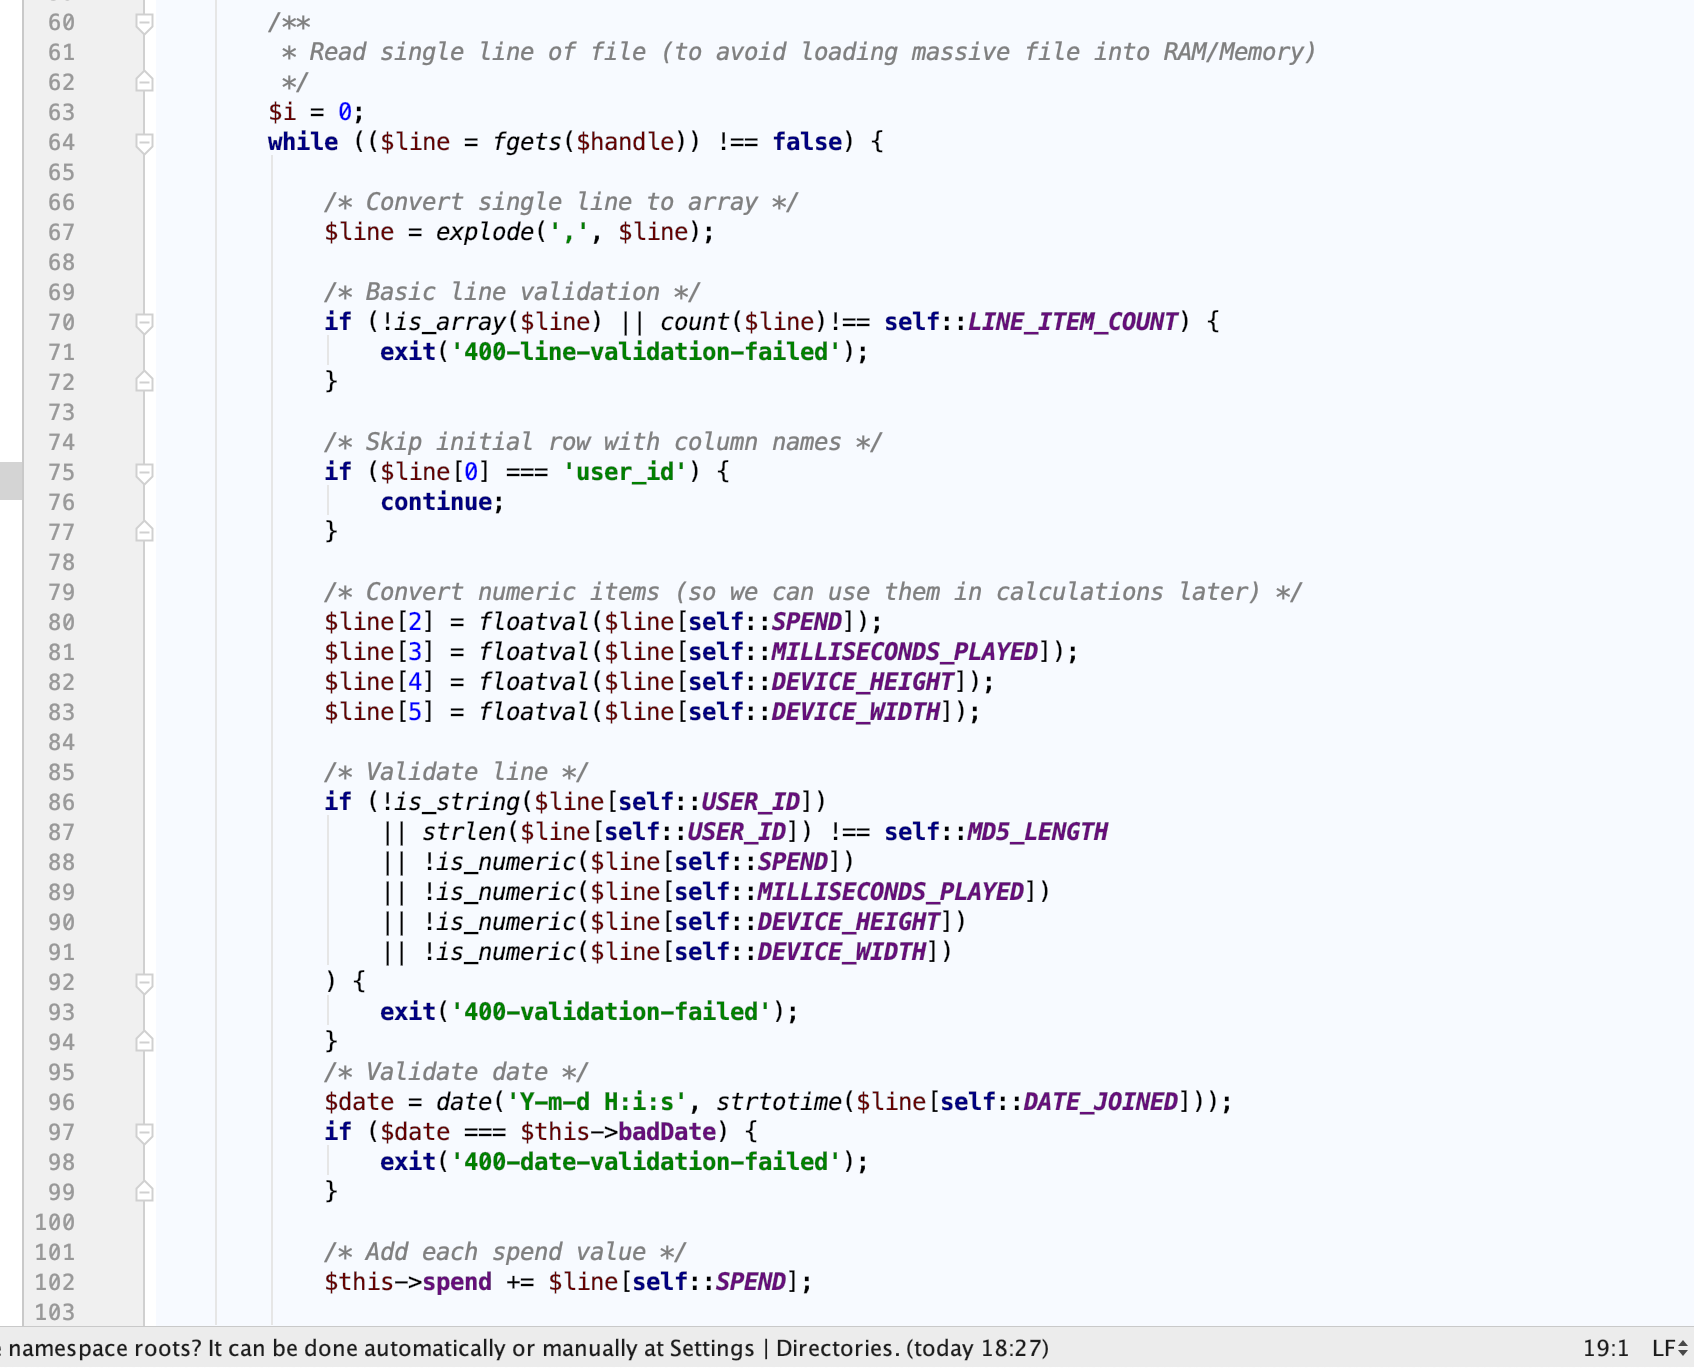 60 /**
61 * Read single line of file (to avoid loading massive file into RAM/Memory)
62 */
63 $i = 0;
64 while (($line = fgets($handle)) !== false) {
65
66 /* Convert single line to array */
67 $line = explode(',', $line);
68
69 /* Basic line validation */
70 if (!is_array($line) || count($line)!== self::LINE_ITEM_COUNT) {
71 exit('400-line-validation-failed');
72 }
73
74 /* Skip initial row with column names */
75 if ($line[0] === 'user_id') {
76 continue;
77 }
78
79 /* Convert numeric items (so we can use them in calculations later) */
80 $line[2] = floatval($line[self::SPEND]);
81 $line[3] = floatval($line[self::MILLISECONDS_PLAYED]);
82 $line[4] = floatval($line[self::DEVICE_HEIGHT]);
83 $line[5] = floatval($line[self::DEVICE_WIDTH]);
84
85 /* Validate line */
86 if (!is_string($line[self::USER_ID])
87 || strlen($line[self::USER_ID]) !== self::MD5_LENGTH
88 || !is_numeric($line[self::SPEND])
89 || !is_numeric($line[self::MILLISECONDS_PLAYED])
90 || !is_numeric($line[self::DEVICE_HEIGHT])
91 || !is_numeric($line[self::DEVICE_WIDTH])
92 ) {
93 exit('400-validation-failed');
94 }
95 /* Validate date */
96 $date = date('Y-m-d H:i:s', strtotime($line[self::DATE_JOINED]));
97 if ($date === $this->badDate) {
98 exit('400-date-validation-failed');
99 }
100
101 /* Add each spend value */
102 $this->spend += $line[self::SPEND];
103
namespace roots? It can be done automatically or manually at Settings | Directories. (today 18:27) 19:1 LF